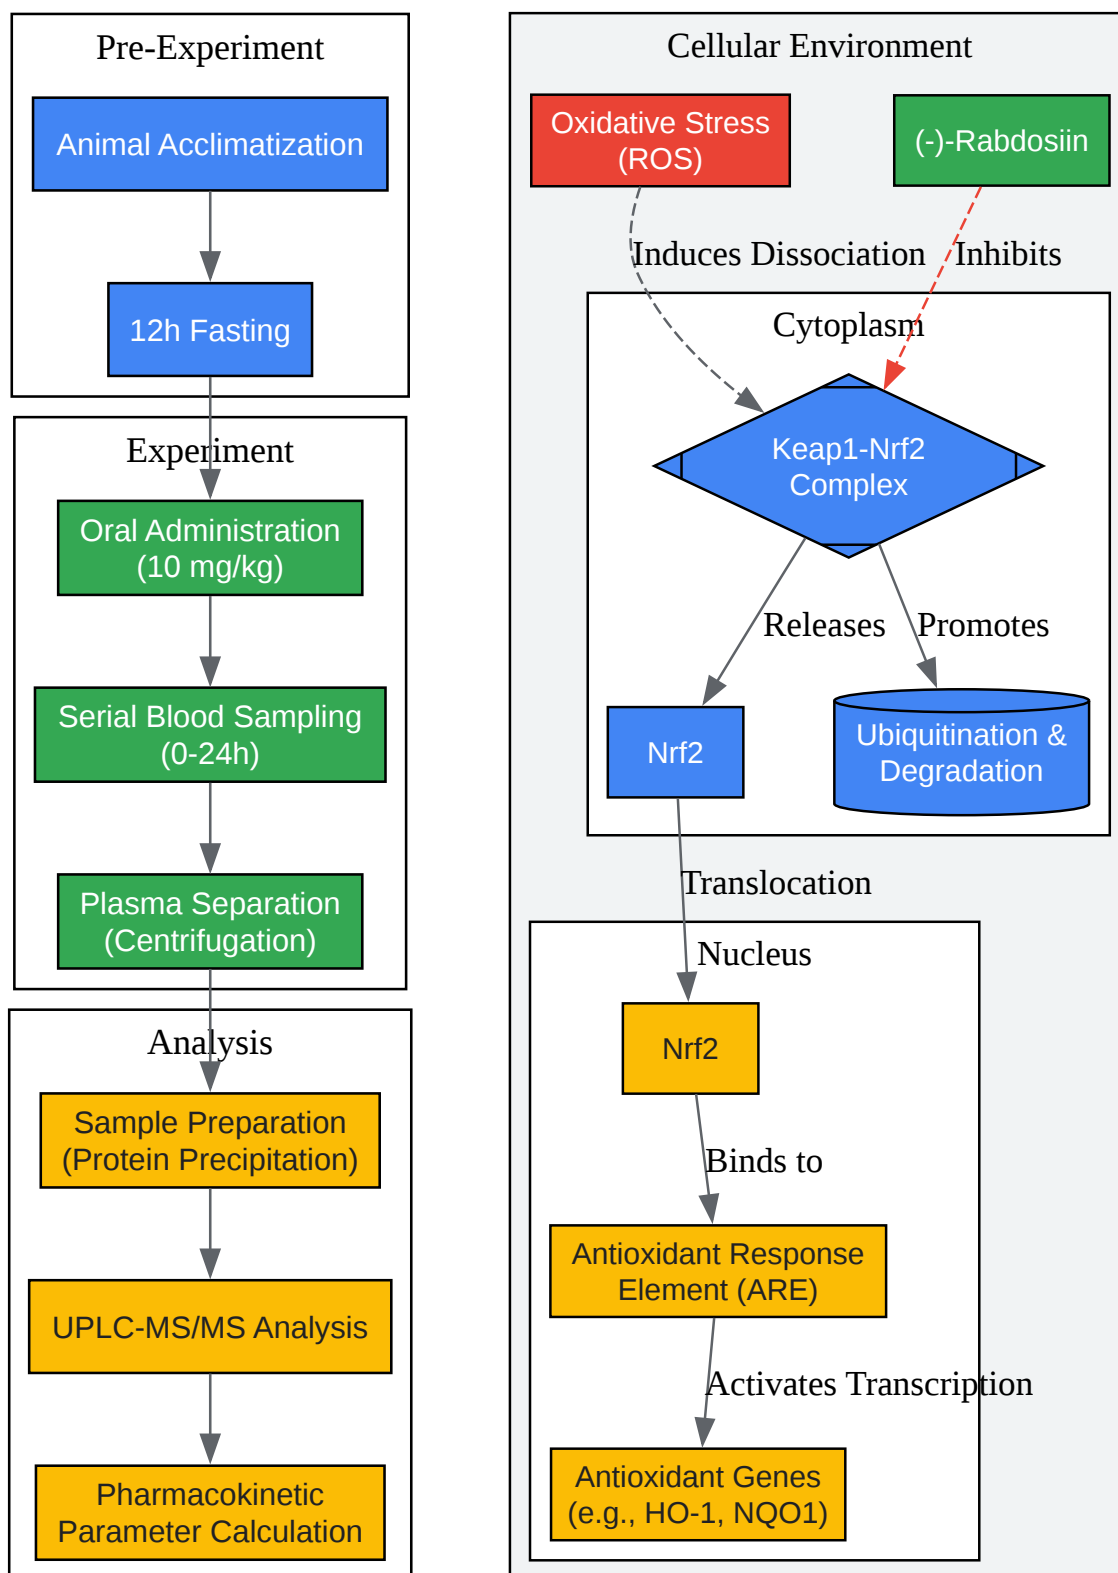 Pre-Experiment
Animal Acclimatization
12h Fasting
Experiment
Oral Administration
(10 mg/kg)
Serial Blood Sampling
(0-24h)
Plasma Separation
(Centrifugation)
Analysis
Sample Preparation
(Protein Precipitation)
UPLC-MS/MS Analysis
Pharmacokinetic
Parameter Calculation
Cellular Environment
Oxidative Stress
(ROS)
(-)-Rabdosiin
Induces Dissociation
Inhibits
Cytoplasm
Keap1-Nrf2
Complex
Releases
Promotes
Nrf2
Ubiquitination &
Degradation
Translocation
Nucleus
Nrf2
Binds to
Antioxidant Response
Element (ARE)
Activates Transcription
Antioxidant Genes
(e.g., HO-1, NQO1)